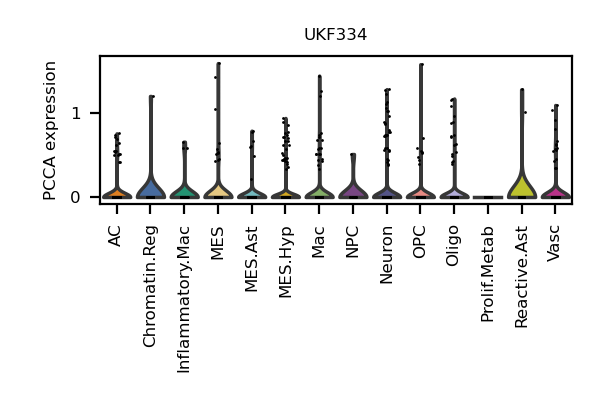 UKF334
PCCA expression
1
0
AC
Chromatin.Reg
Inflammatory.Mac
MES
MES.Ast
MES.Hyp
Mac
NPC
Neuron
OPC
Oligo
Prolif.Metab
Reactive.Ast
Vasc